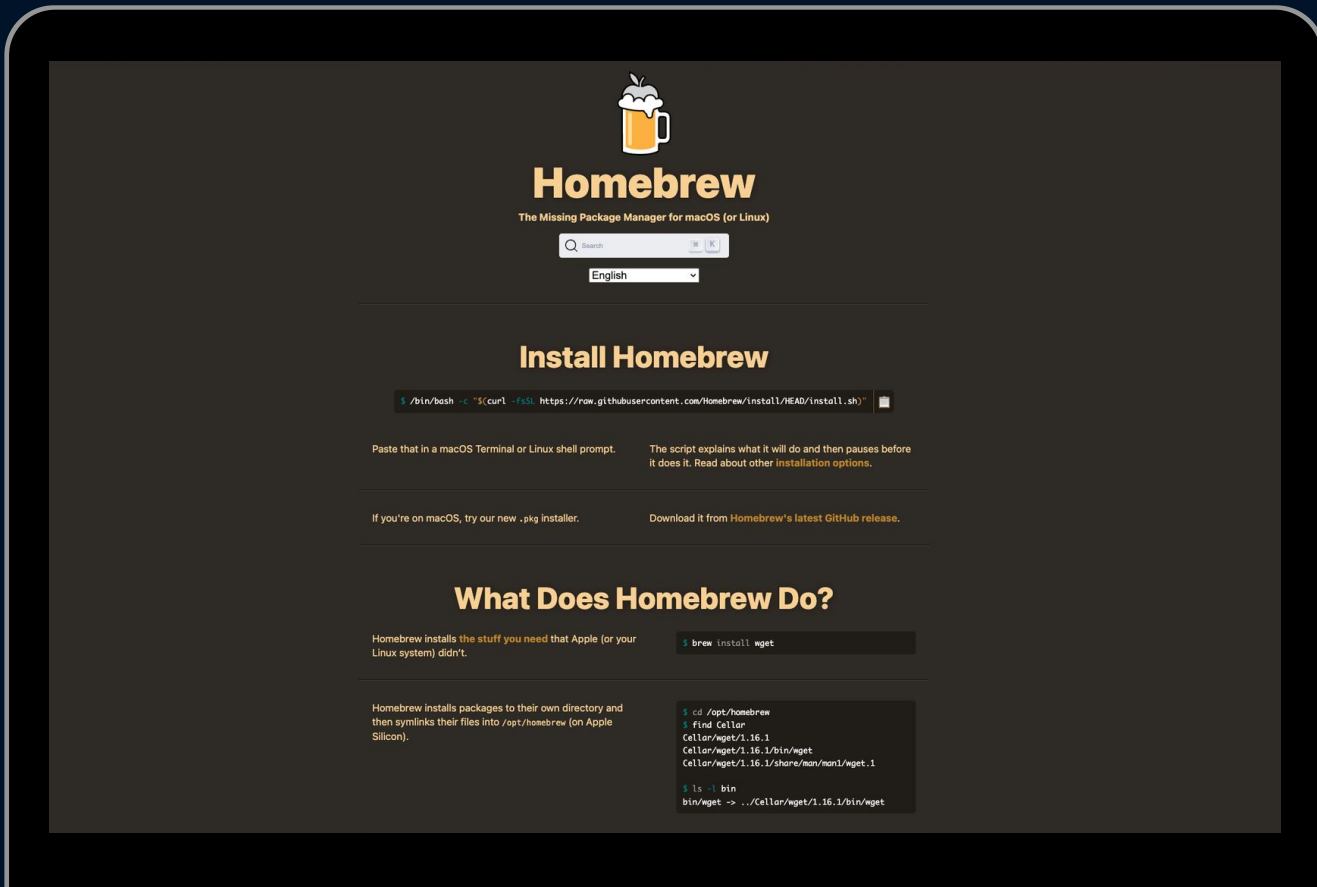 Homebrew
The Missing Package Manager for macOS (or Linux)
Search ⌘ K
English
Install Homebrew
$ /bin/bash -c "$(curl -fsSL https://raw.githubusercontent.com/Homebrew/install/HEAD/install.sh)"
Paste that in a macOS Terminal or Linux shell prompt.
The script explains what it will do and then pauses before
it does it. Read about other installation options.
If you're on macOS, try our new .pkg installer.
Download it from Homebrew's latest GitHub release.
What Does Homebrew Do?
Homebrew installs the stuff you need that Apple (or your
Linux system) didn't.
$ brew install wget
Homebrew installs packages to their own directory and
then symlinks their files into /opt/homebrew (on Apple
Silicon).
$ cd /opt/homebrew
$ find Cellar
Cellar/wget/1.16.1
Cellar/wget/1.16.1/bin/wget
Cellar/wget/1.16.1/share/man/man1/wget.1
$ ls -l bin
bin/wget -> ../Cellar/wget/1.16.1/bin/wget